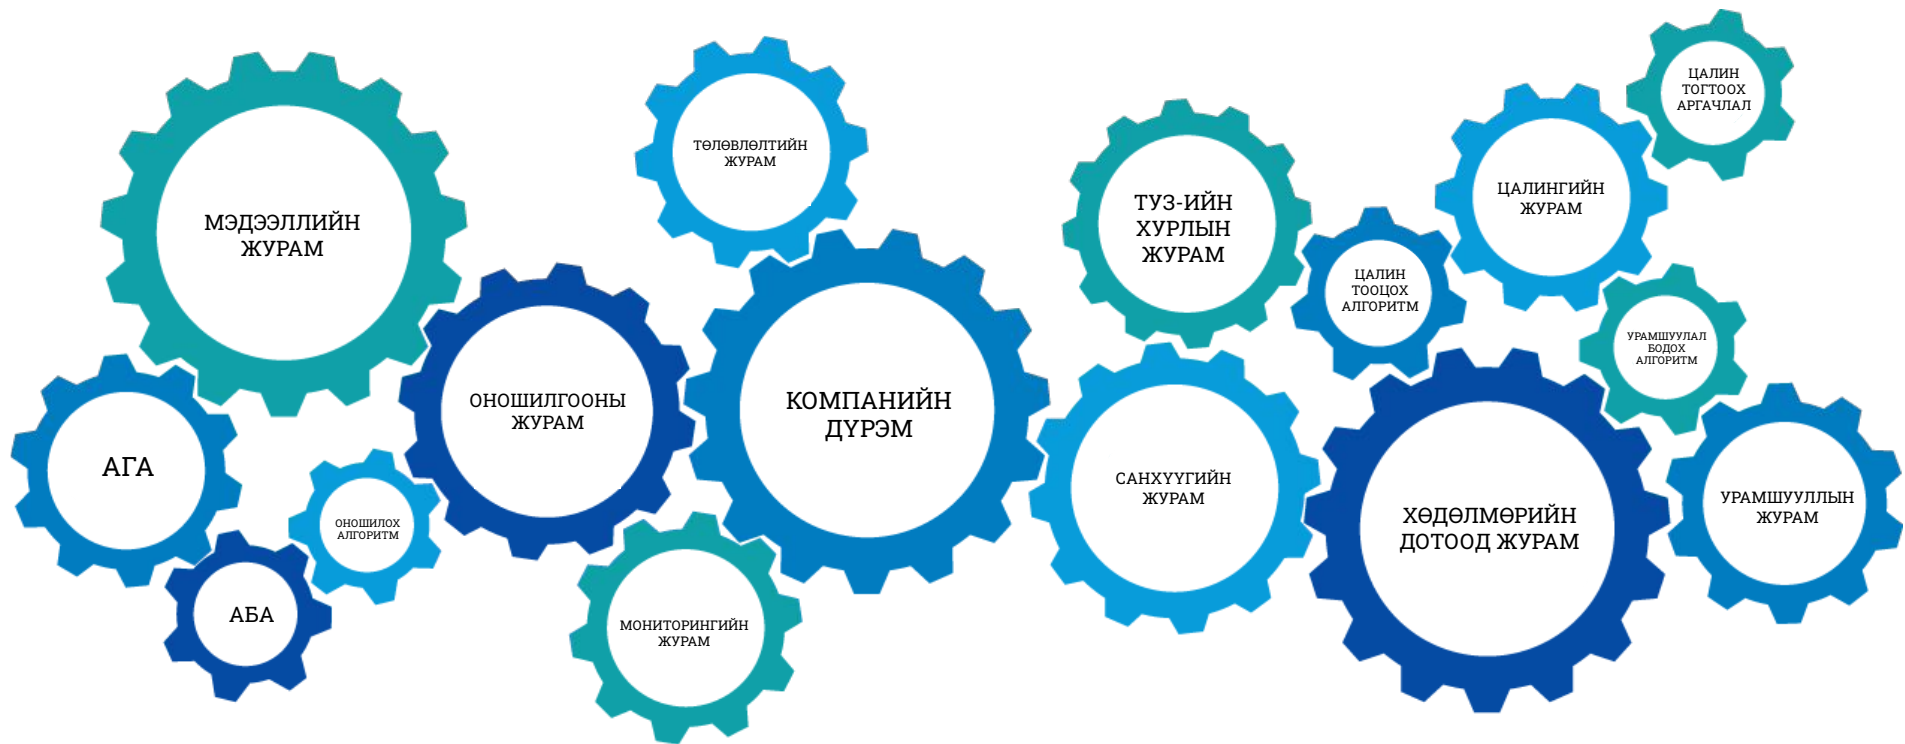 МЭДЭЭЛЛИЙН
ЖУРАМ
АГА
АБА
ОНОШИЛОХ
АЛГОРИТМ
ОНОШИЛГООНЫ
ЖУРАМ
ТӨЛӨВЛӨЛТИЙН
ЖУРАМ
КОМПАНИЙН
ДҮРЭМ
МОНИТОРИНГИЙН
ЖУРАМ
ТУЗ-ИЙН
ХУРЛЫН
ЖУРАМ
САНХҮҮГИЙН
ЖУРАМ
ЦАЛИН
ТООЦОХ
АЛГОРИТМ
ЦАЛИНГИЙН
ЖУРАМ
ЦАЛИН
ТОГТООХ
АРГАЧЛАЛ
УРАМШУУЛАЛ
БОДОХ
АЛГОРИТМ
ХӨДӨЛМӨРИЙН
ДОТООД ЖУРАМ
УРАМШУУЛЛЫН
ЖУРАМ